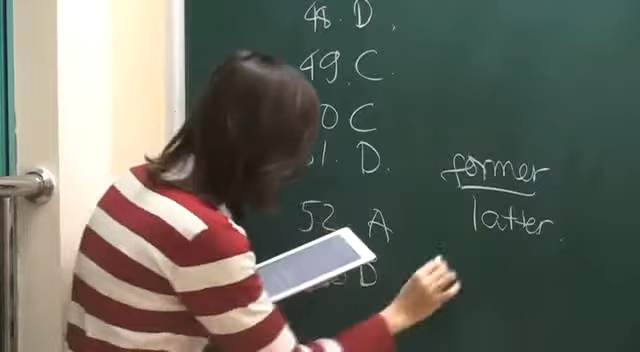 48. D.
49. C.
0 C
1. D.
52 A
D
former
latter.